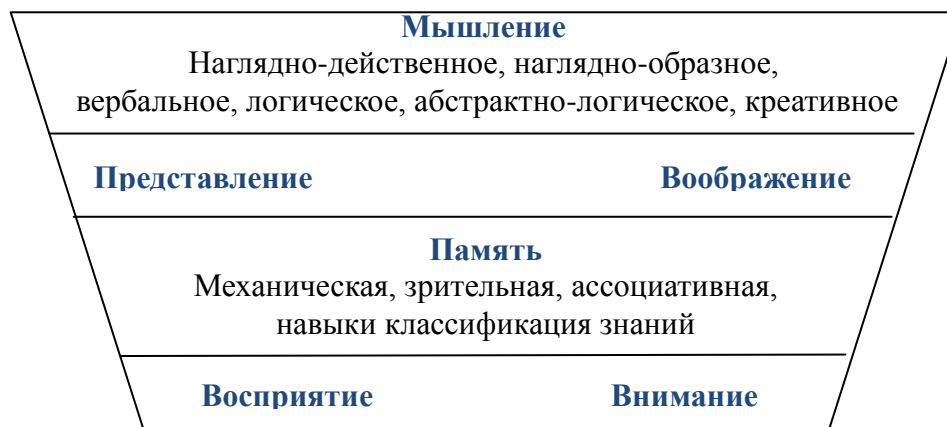 Мышление
Наглядно-действенное, наглядно-образное,
вербальное, логическое, абстрактно-логическое, креативное
Представление Воображение
Память
Механическая, зрительная, ассоциативная,
навыки классификация знаний
Восприятие Внимание